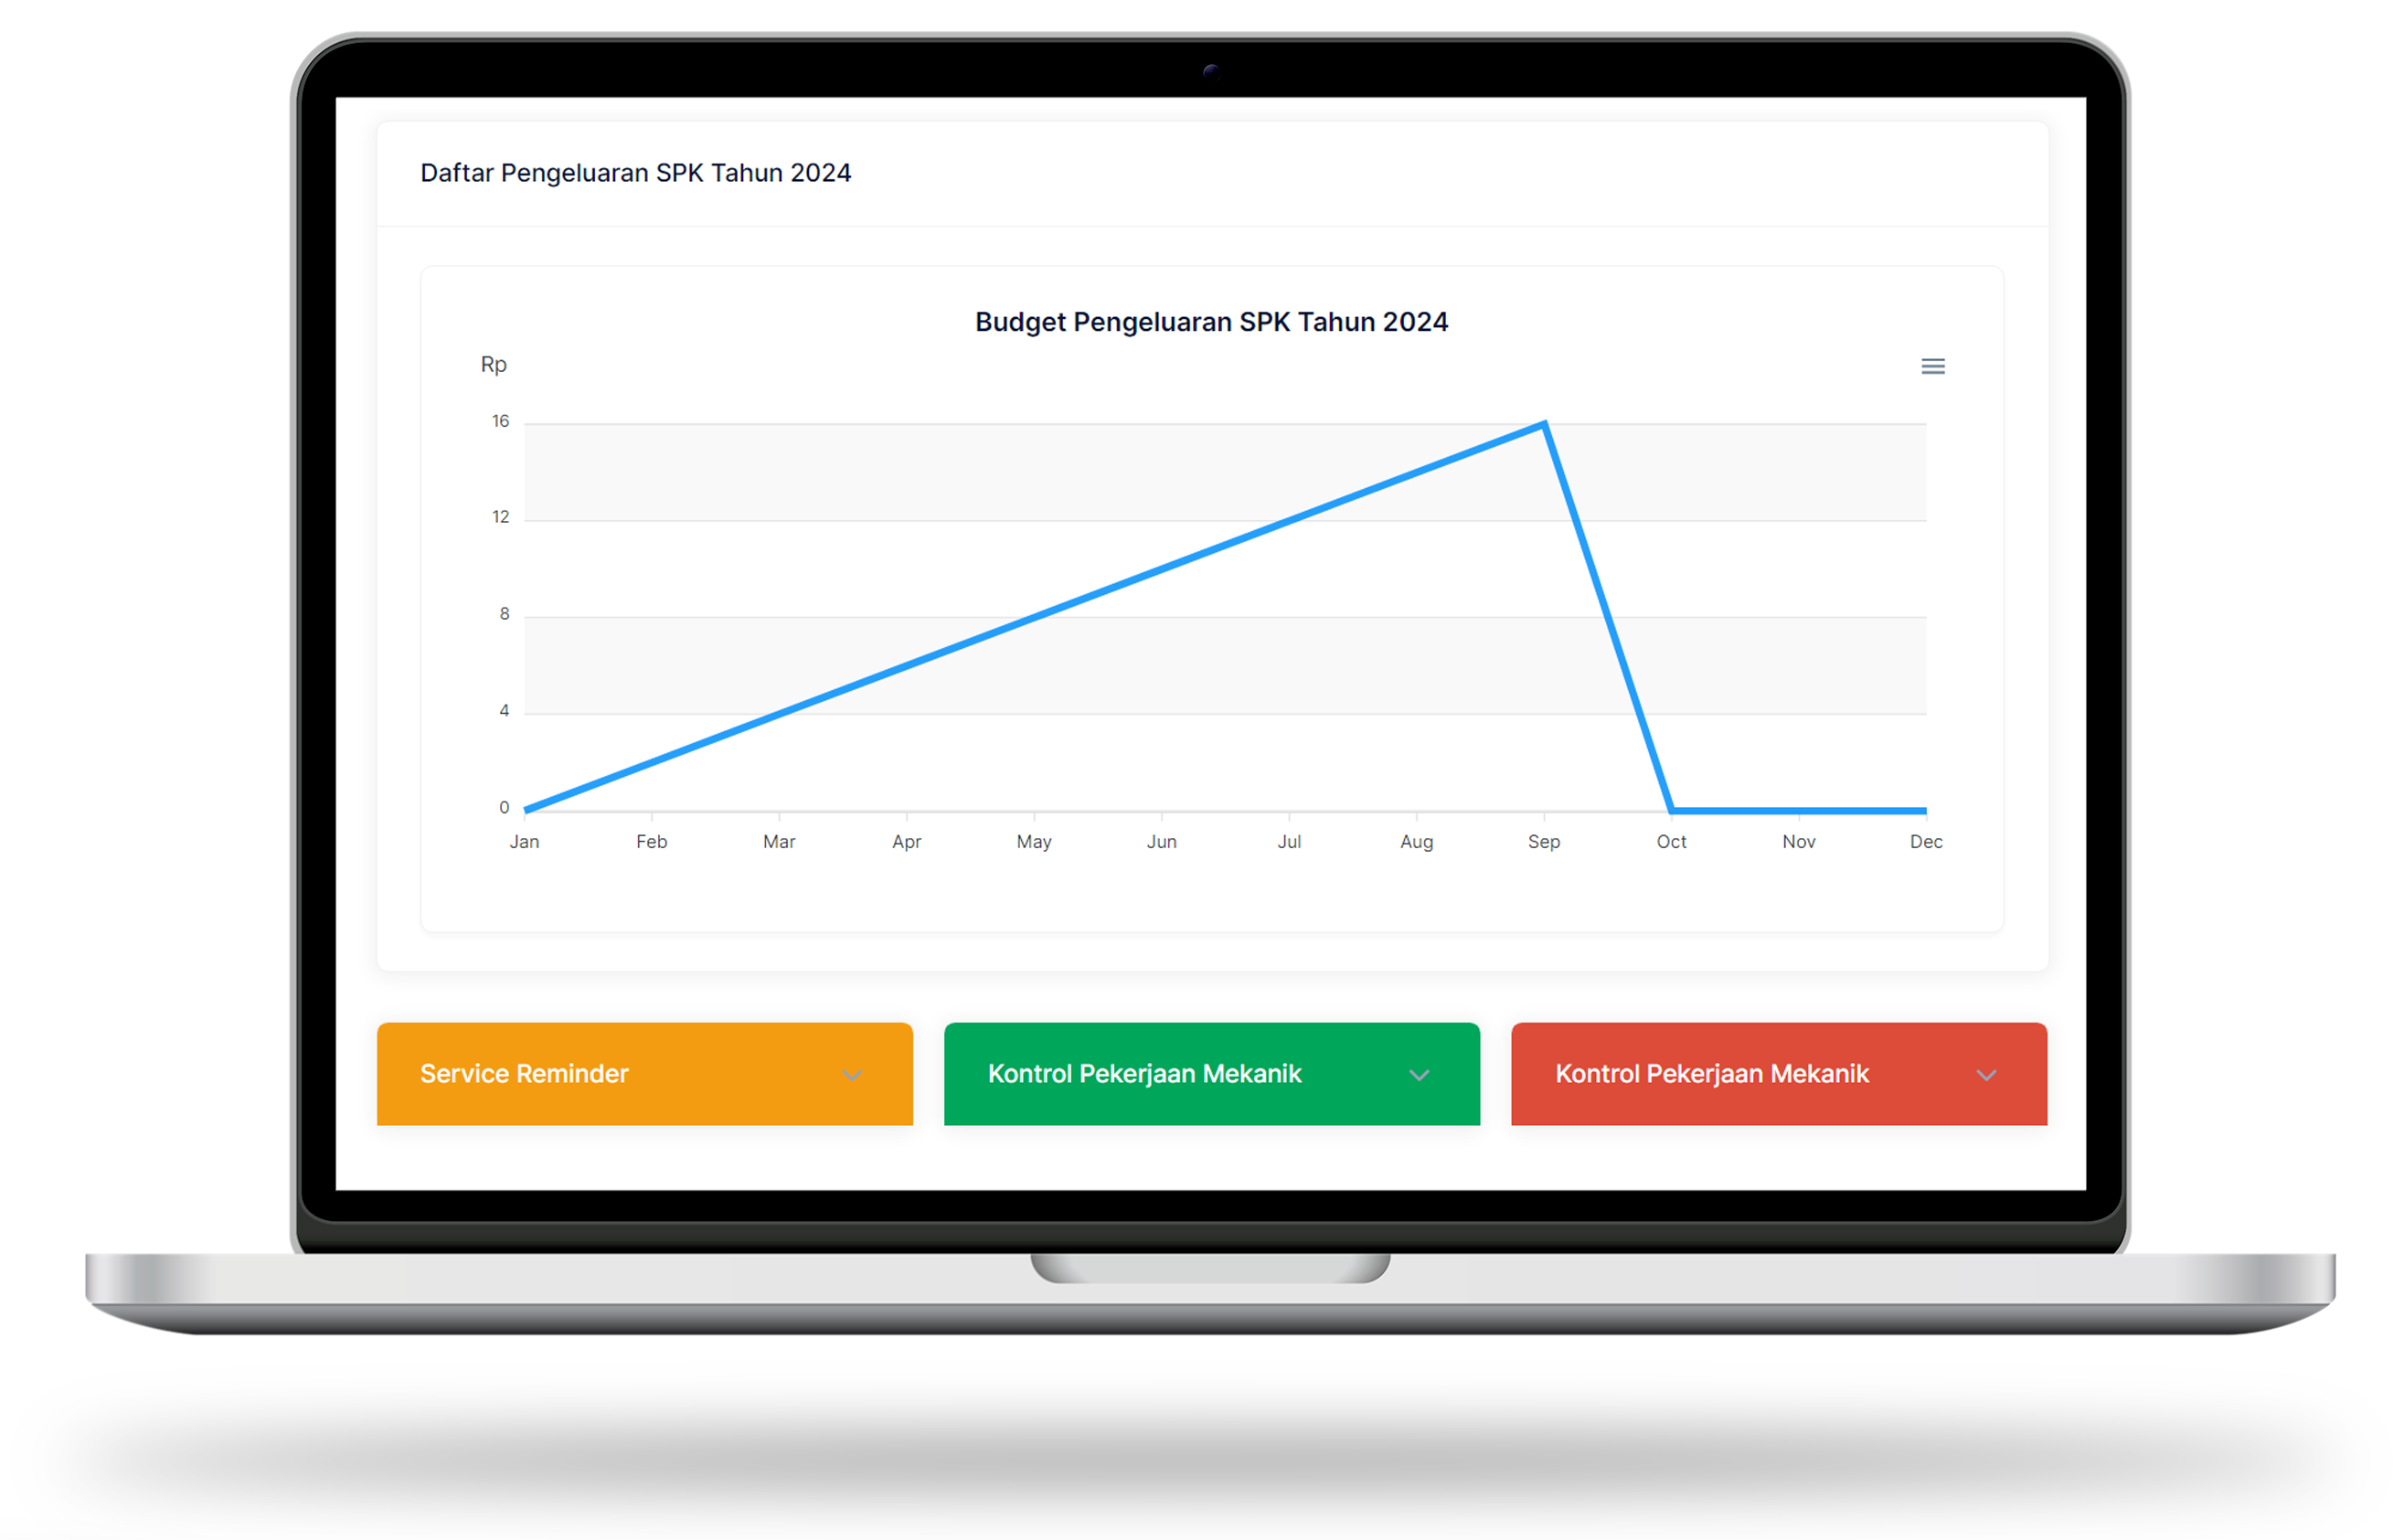 Daftar Pengeluaran SPK Tahun 2024
Budget Pengeluaran SPK Tahun 2024
Rp
16
12
8
4
0
Jan Feb Mar Apr May Jun Jul Aug Sep Oct Nov Dec
Service Reminder
Kontrol Pekerjaan Mekanik
Kontrol Pekerjaan Mekanik